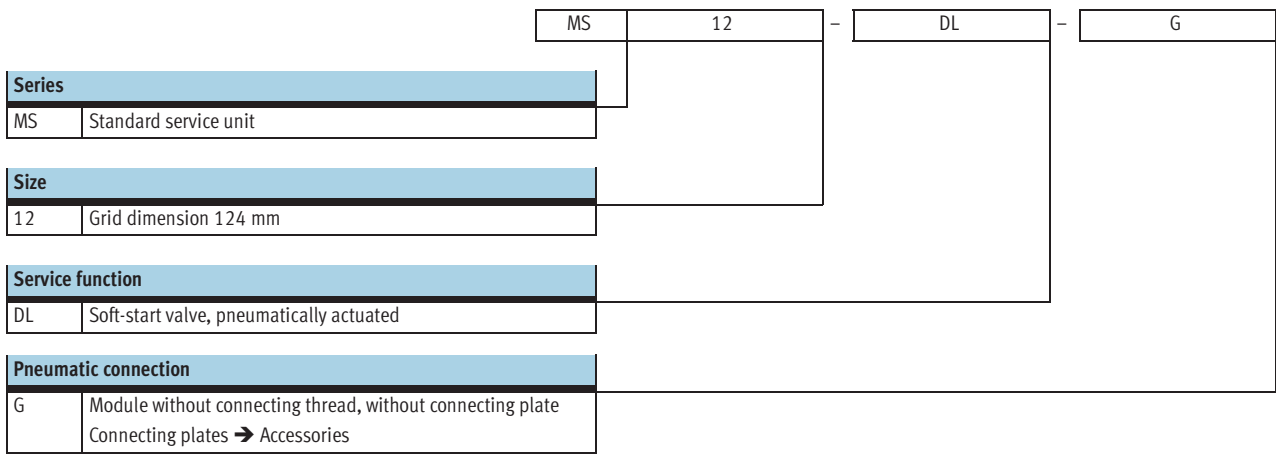 MS 12 – DL – G
Series
MS Standard service unit
Size
12 Grid dimension 124 mm
Service function
DL Soft-start valve, pneumatically actuated
Pneumatic connection
G Module without connecting thread, without connecting plate
Connecting plates ➔ Accessories